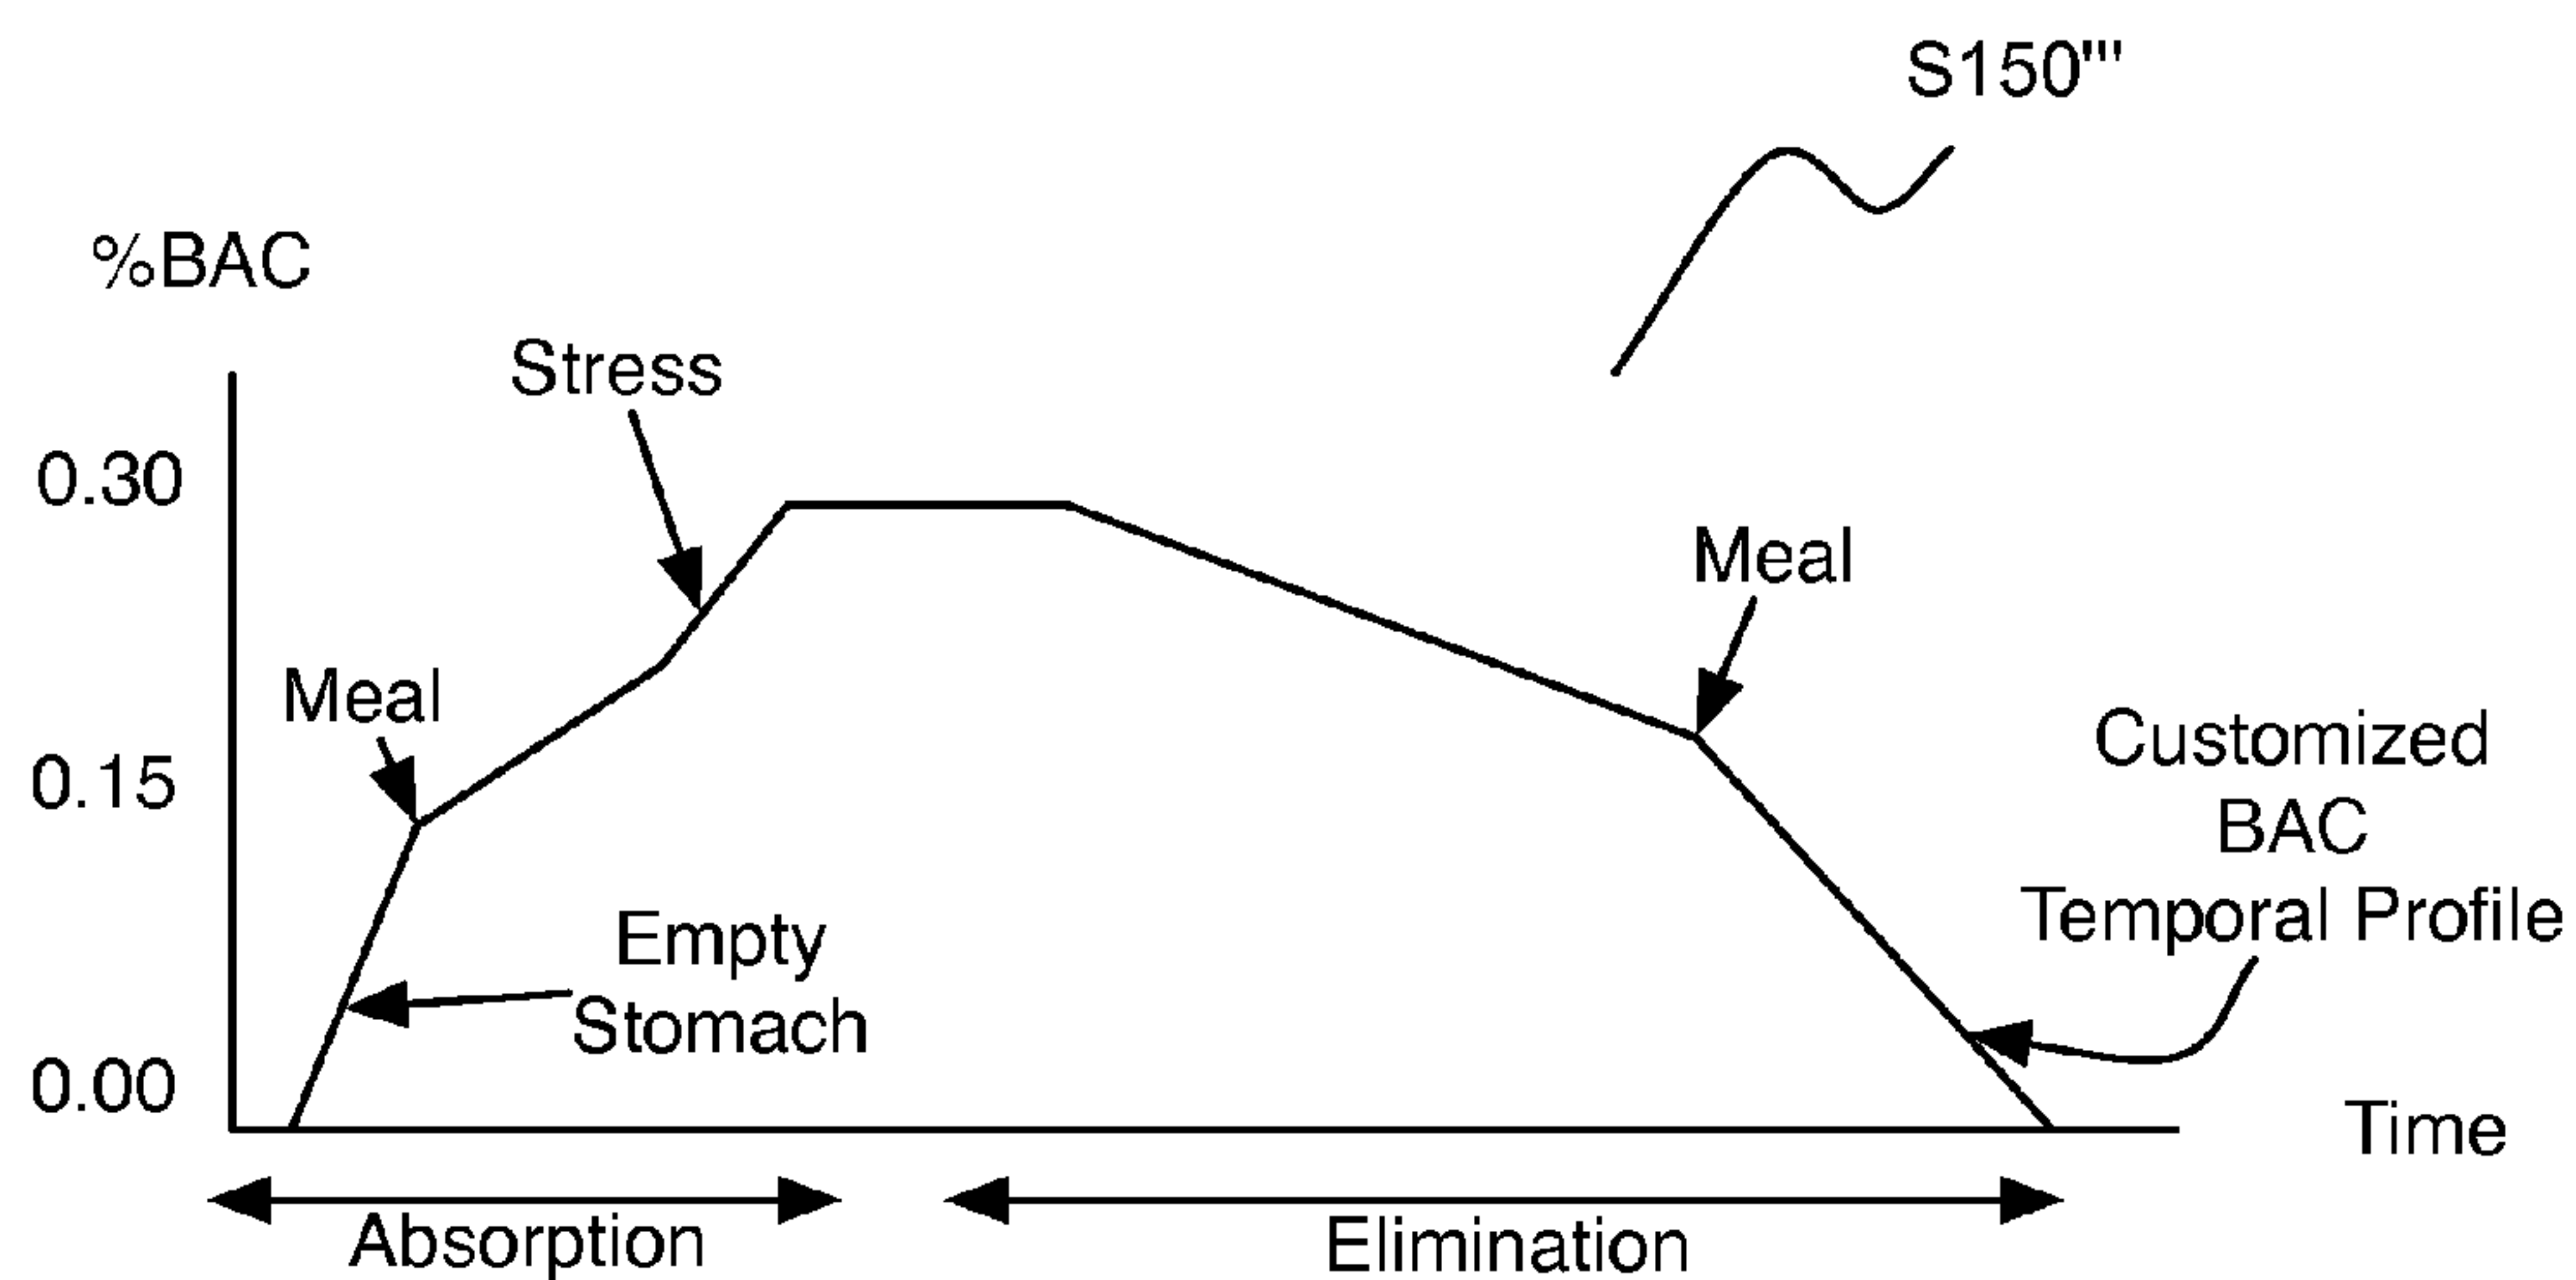 S150'''
%BAC
Stress
0.30
Meal
Meal
0.15
Customized
BAC
Temporal Profile
Empty
Stomach
0.00
Time
Absorption
Elimination